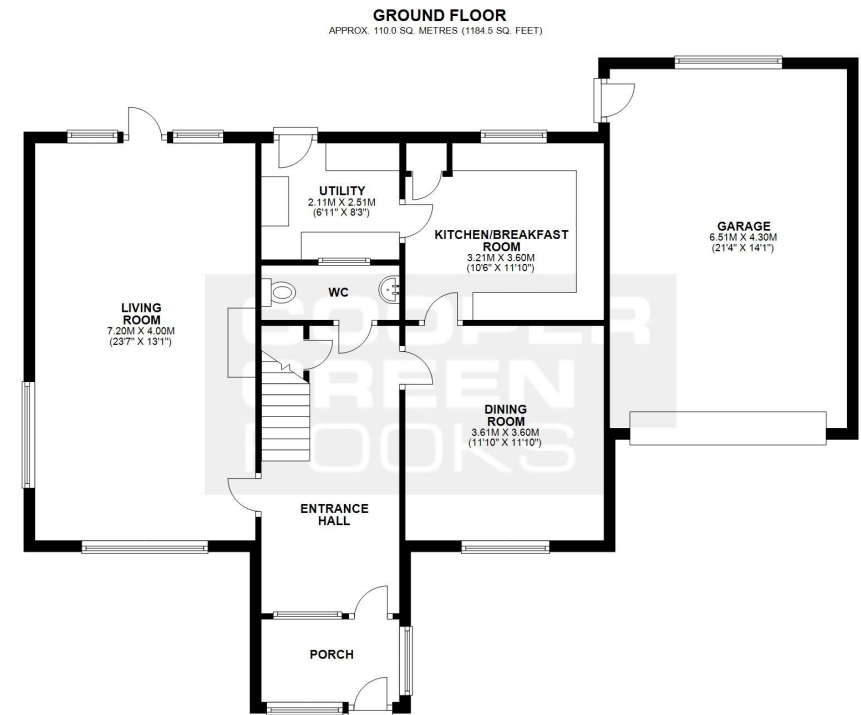 GROUND FLOOR
APPROX. 110.0 SQ. METRES (1184.5 SQ. FEET)
UTILITY
2.11M X 2.51M
(6'11" X 8'3")
KITCHEN/BREAKFAST
ROOM
3.21M X 3.60M
(10'6" X 11'10")
GARAGE
6.51M X 4.30M
(21'4" X 14'1")
WC
LIVING
ROOM
7.20M X 4.00M
(23'7" X 13'1")
COOPER
GREEN
POOKS
DINING
ROOM
3.61M X 3.60M
(11'10" X 11'10")
ENTRANCE
HALL
PORCH